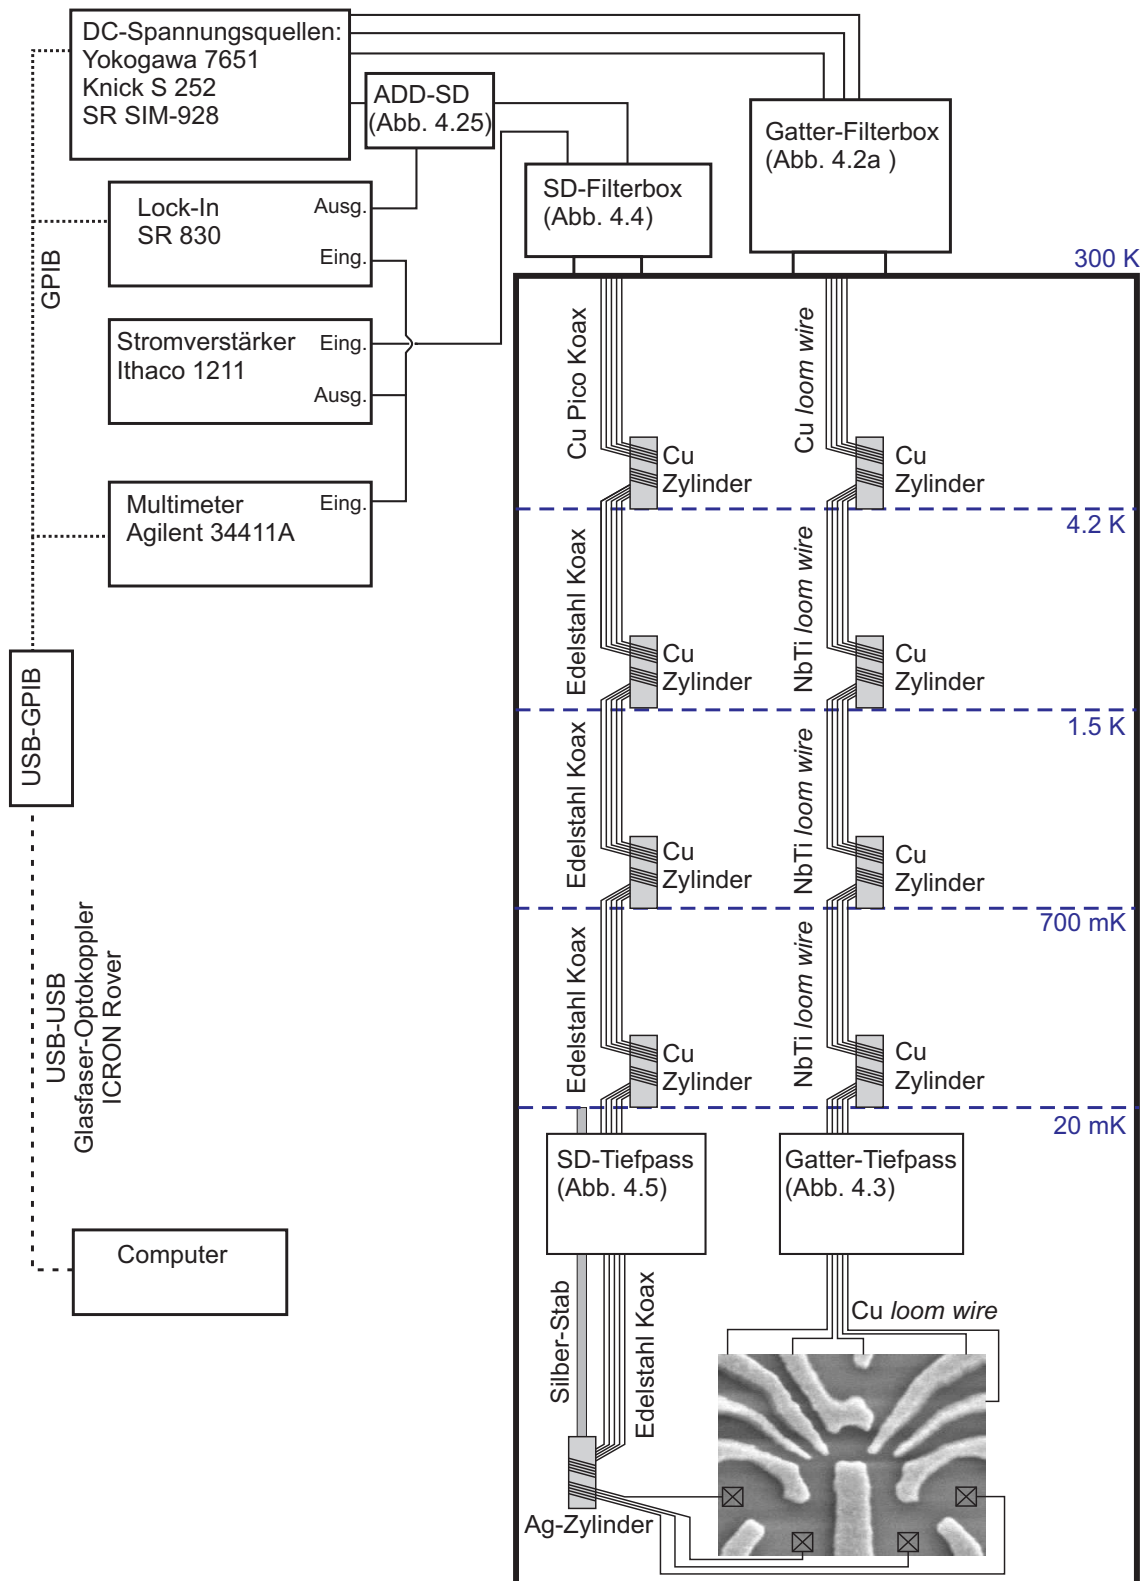 DC-Spannungsquellen:
Yokogawa 7651
Knick S 252
SR SIM-928
ADD-SD
(Abb. 4.25)
Gatter-Filterbox
(Abb. 4.2a )
SD-Filterbox
(Abb. 4.4)
Lock-In
SR 830
Ausg.
Eing.
GPIB
Stromverstärker
Ithaco 1211
Eing.
Ausg.
Multimeter
Agilent 34411A
Eing.
USB-GPIB
USB-USB
Glasfaser-Optokoppler
ICRON Rover
Computer
300 K
Cu Pico Koax
Cu
Zylinder
Cu loom wire
Cu
Zylinder
4.2 K
Edelstahl Koax
Cu
Zylinder
NbTi loom wire
Cu
Zylinder
1.5 K
Edelstahl Koax
Cu
Zylinder
NbTi loom wire
Cu
Zylinder
700 mK
Edelstahl Koax
Cu
Zylinder
NbTi loom wire
Cu
Zylinder
20 mK
SD-Tiefpass
(Abb. 4.5)
Gatter-Tiefpass
(Abb. 4.3)
Silber-Stab
Edelstahl Koax
Cu loom wire
Ag-Zylinder